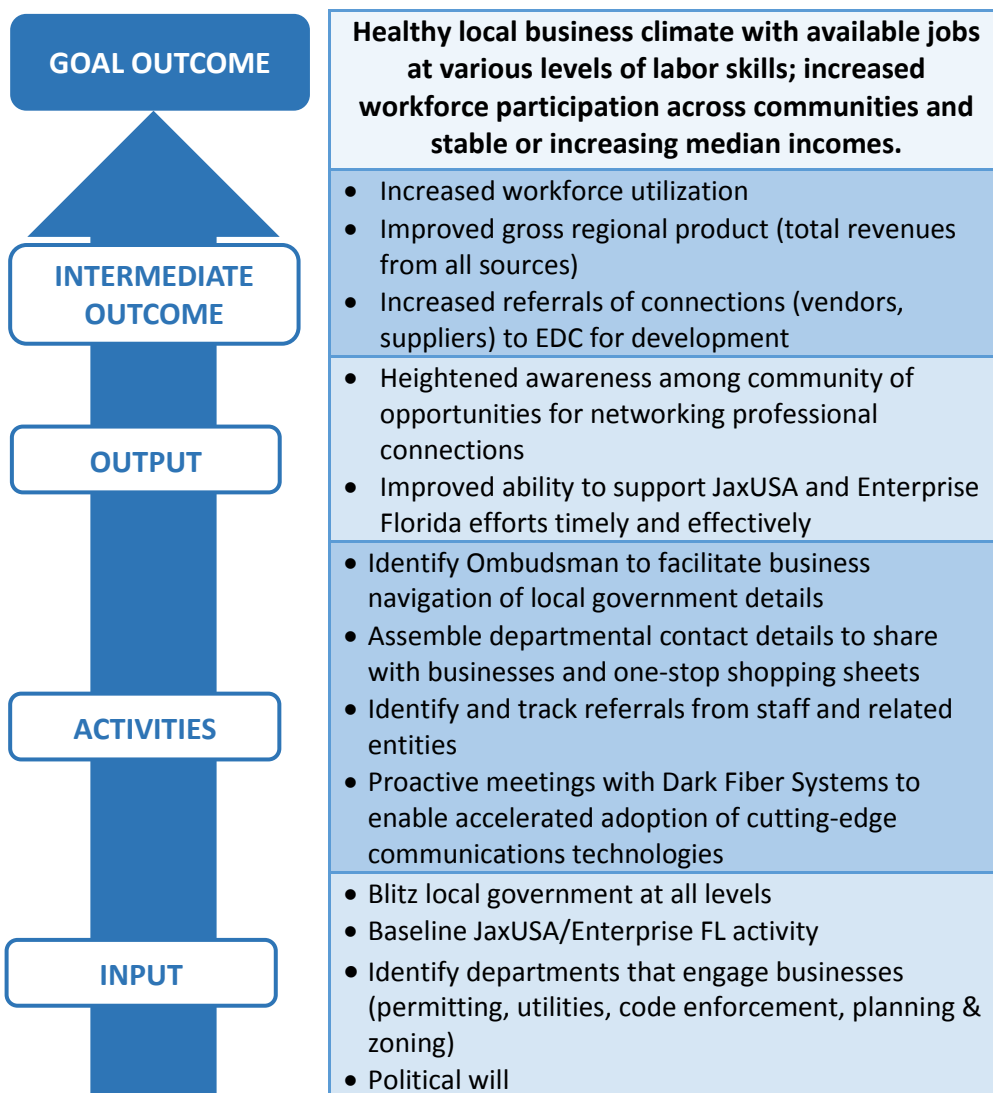 GOAL OUTCOME
Healthy local business climate with available jobs
at various levels of labor skills; increased
workforce participation across communities and
stable or increasing median incomes.
INTERMEDIATE
OUTCOME
• Increased workforce utilization
• Improved gross regional product (total revenues
from all sources)
• Increased referrals of connections (vendors,
suppliers) to EDC for development
OUTPUT
• Heightened awareness among community of
opportunities for networking professional
connections
• Improved ability to support JaxUSA and Enterprise
Florida efforts timely and effectively
ACTIVITIES
• Identify Ombudsman to facilitate business
navigation of local government details
• Assemble departmental contact details to share
with businesses and one-stop shopping sheets
• Identify and track referrals from staff and related
entities
• Proactive meetings with Dark Fiber Systems to
enable accelerated adoption of cutting-edge
communications technologies
INPUT
• Blitz local government at all levels
• Baseline JaxUSA/Enterprise FL activity
• Identify departments that engage businesses
(permitting, utilities, code enforcement, planning &
zoning)
• Political will